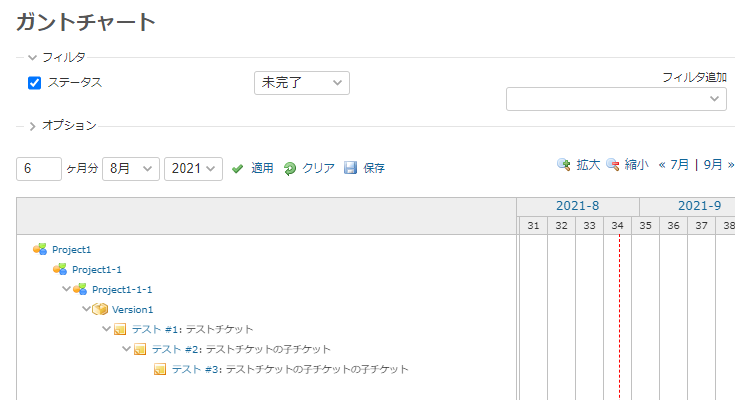 ガントチャート
フィルタ
ステータス 未完了 フィルタ追加
オプション
6 ヶ月分 8月 2021 適用 クリア 保存 拡大 縮小 « 7月 | 9月 »
2021-8 2021-9
31 32 33 34 35 36 37 38
Project1
Project1-1
Project1-1-1
Version1
テスト #1: テストチケット
テスト #2: テストチケットの子チケット
テスト #3: テストチケットの子チケットの子チケット